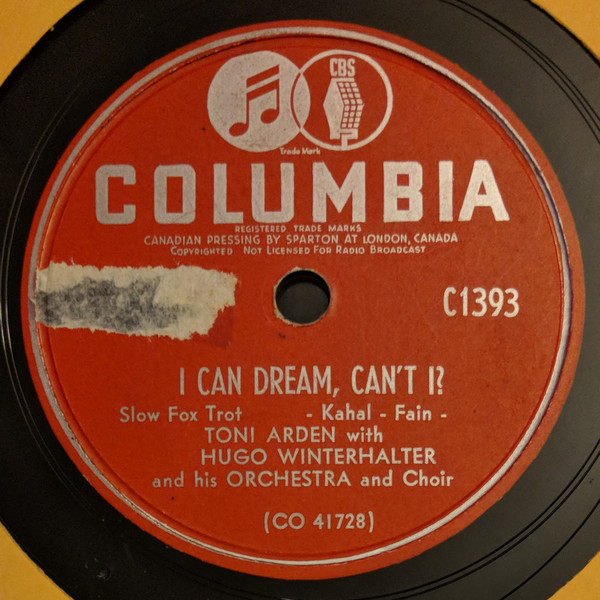 CBS
Trade Mark
COLUMBIA
REGISTERED TRADE MARKS
CANADIAN PRESSING BY SPARTON AT LONDON, CANADA
COPYRIGHTED NOT LICENSED FOR RADIO BROADCAST
C1393
I CAN DREAM, CAN'T I?
Slow Fox Trot - Kahal - Fain -
TONI ARDEN with
HUGO WINTERHALTER
and his ORCHESTRA and Choir
(CO 41728)